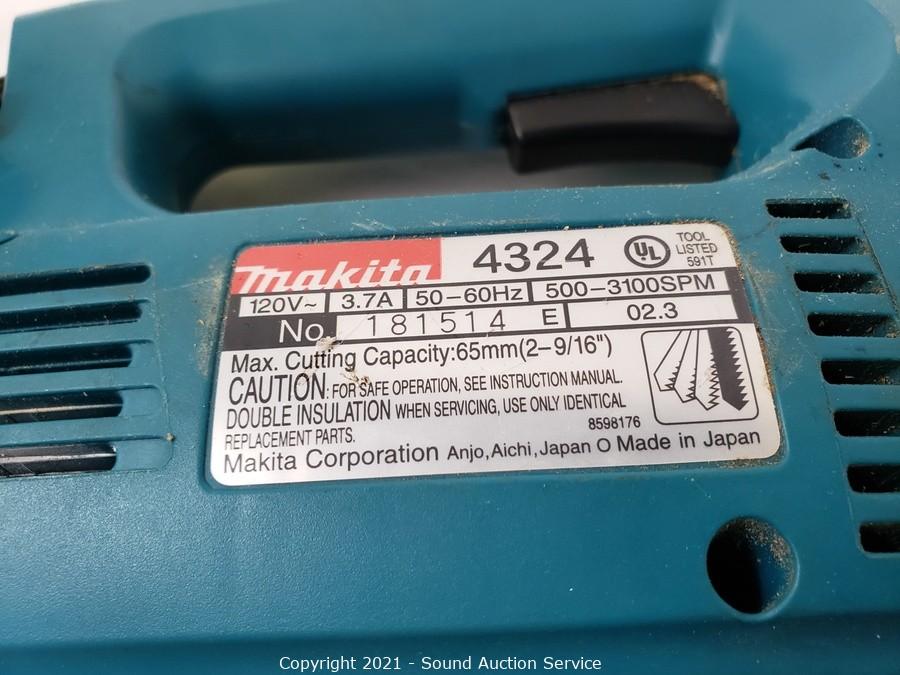 makita 4324 UL TOOL LISTED 591T
120V~ 3.7A 50-60Hz 500-3100SPM
No. 181514 E 02.3
Max. Cutting Capacity:65mm(2-9/16")
CAUTION: FOR SAFE OPERATION, SEE INSTRUCTION MANUAL.
DOUBLE INSULATION WHEN SERVICING, USE ONLY IDENTICAL
REPLACEMENT PARTS. 8598176
Makita Corporation Anjo,Aichi,Japan O Made in Japan
Copyright 2021 - Sound Auction Service